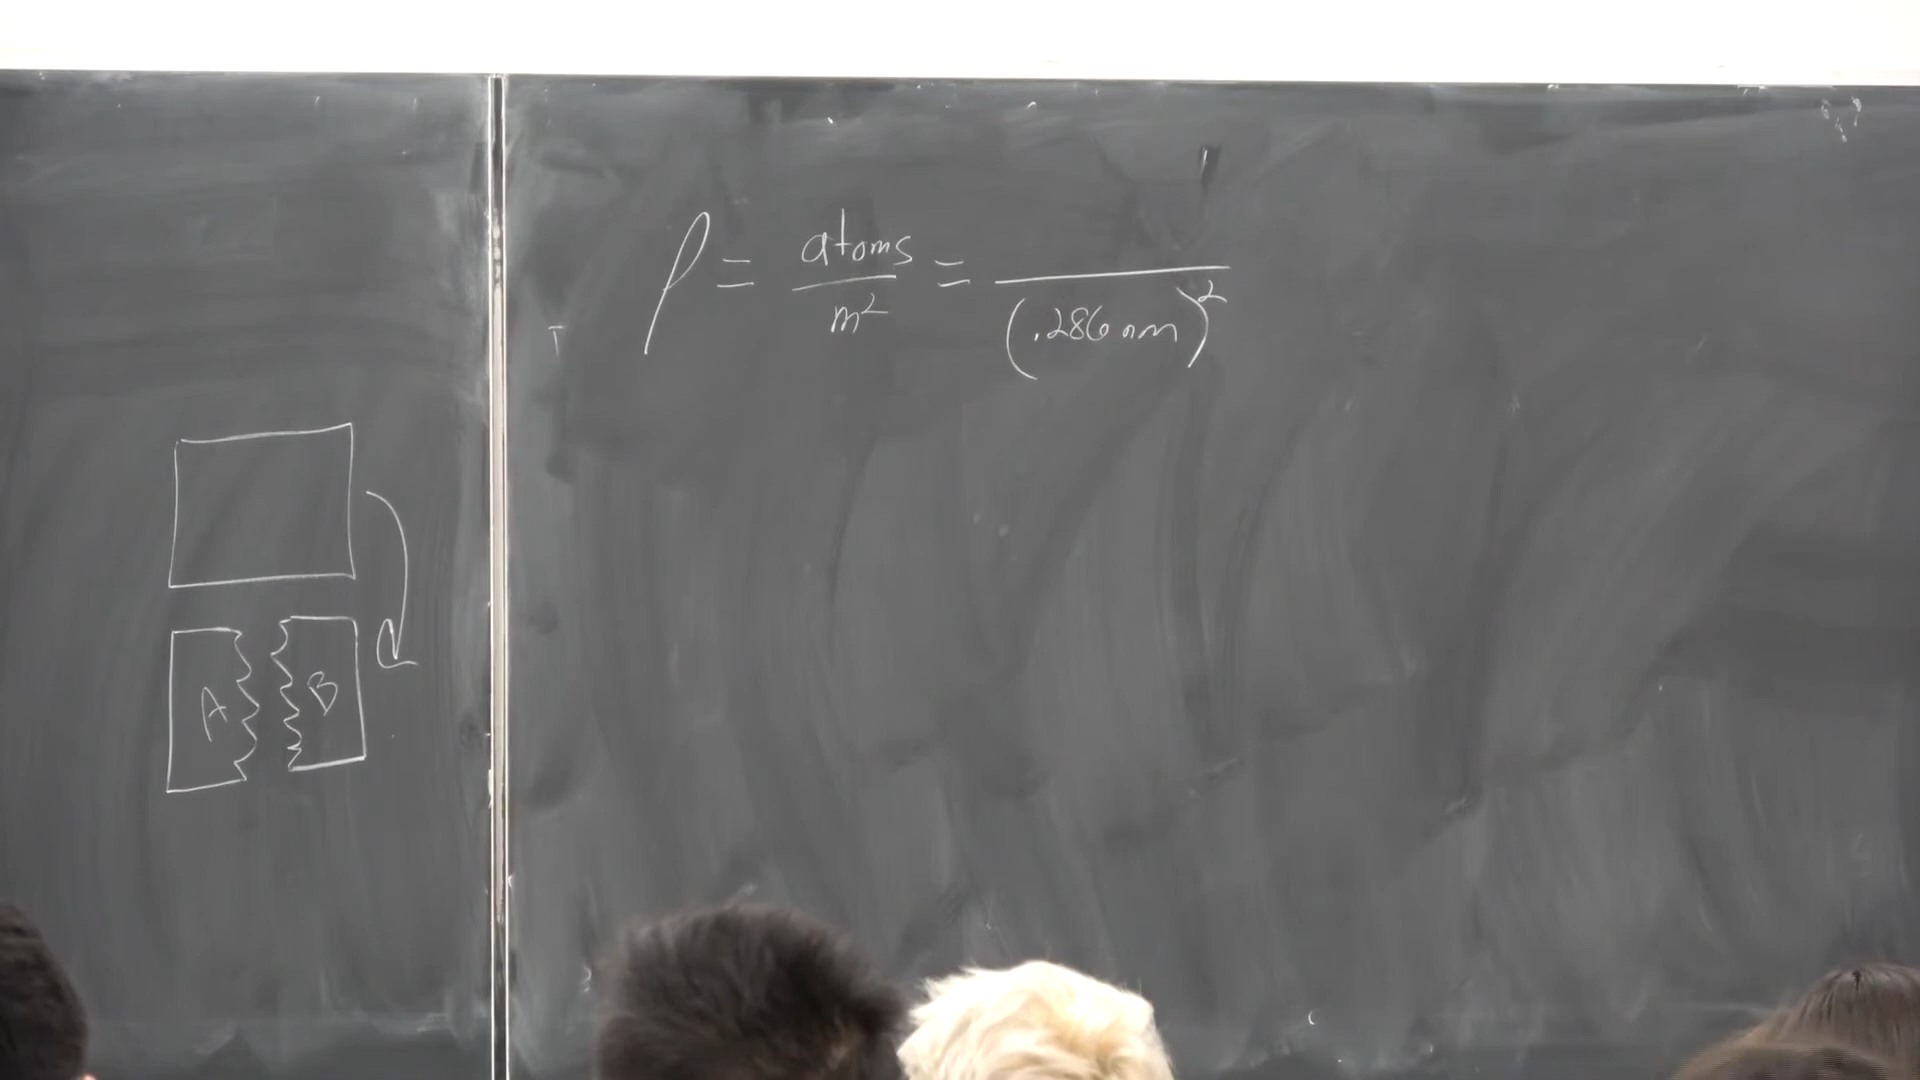 ρ = atoms / m² = / (.286 nm)²
A B